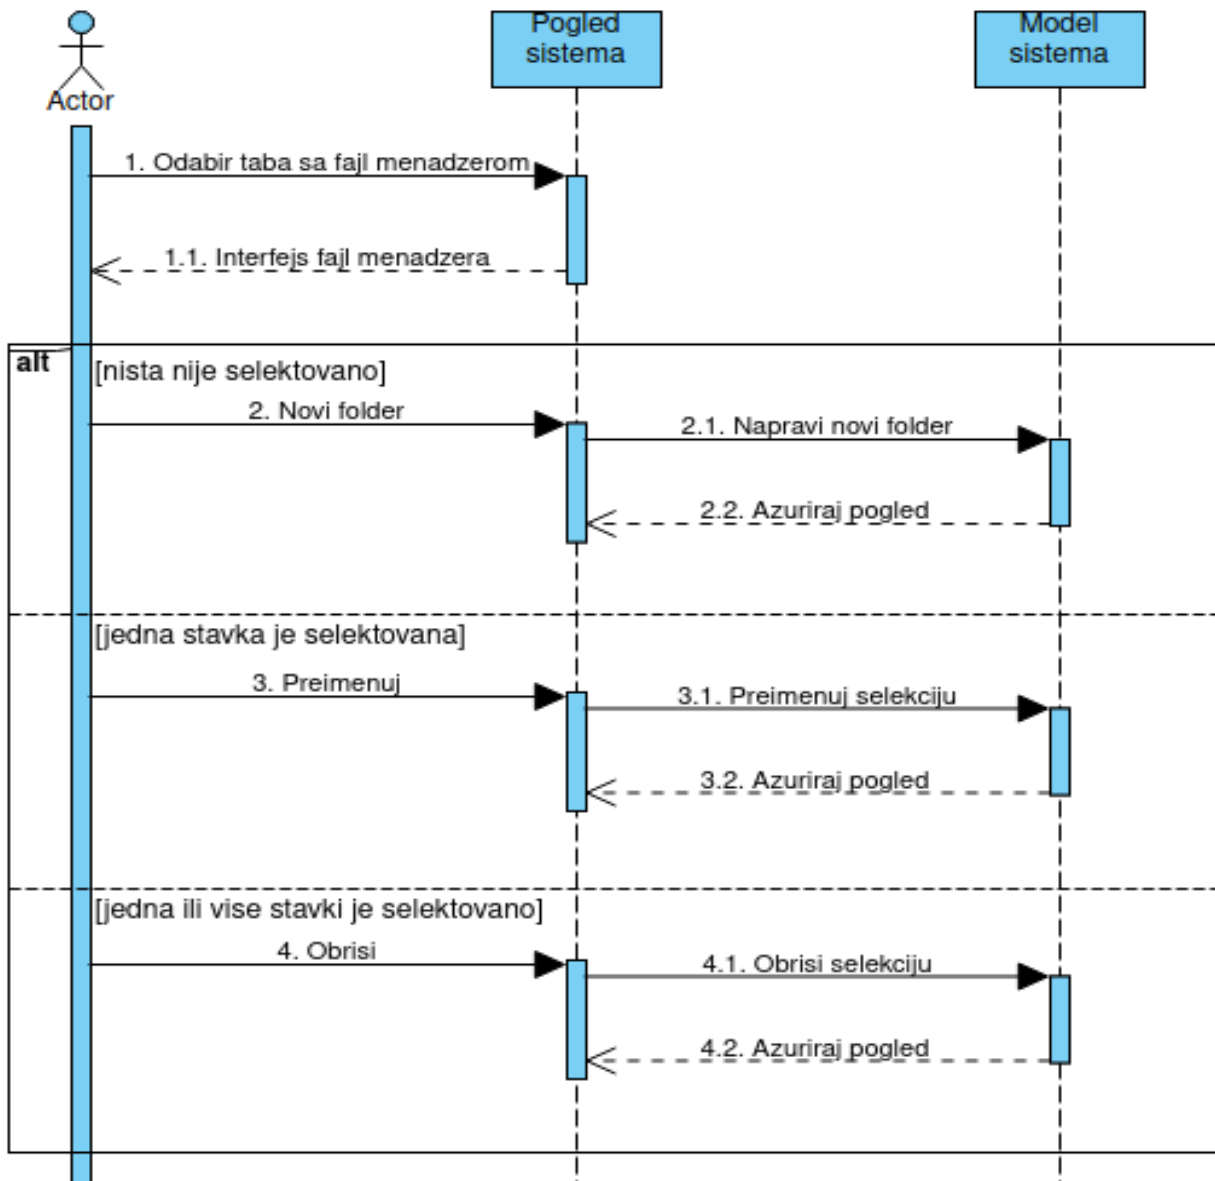 Actor
Pogled
sistema
Model
sistema
1. Odabir taba sa fajl menadzerom
1.1. Interfejs fajl menadzera
alt
[nista nije selektovano]
2. Novi folder
2.1. Napravi novi folder
2.2. Azuriraj pogled
[jedna stavka je selektovana]
3. Preimenuj
3.1. Preimenuj selekciju
3.2. Azuriraj pogled
[jedna ili vise stavki je selektovano]
4. Obrisi
4.1. Obrisi selekciju
4.2. Azuriraj pogled